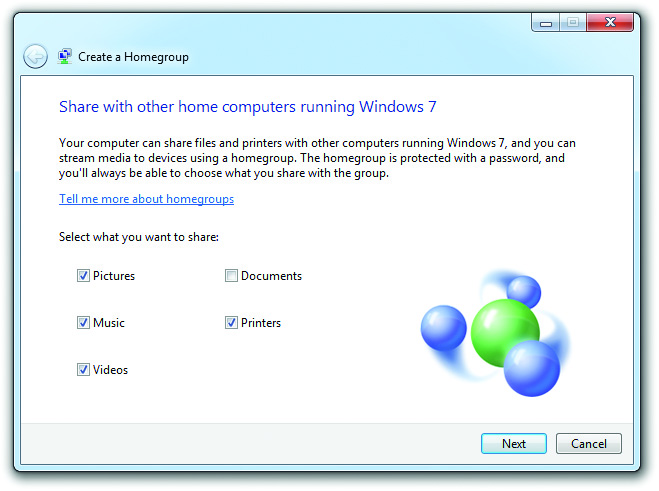 Create a Homegroup
Share with other home computers running Windows 7
Your computer can share files and printers with other computers running Windows 7, and you can
stream media to devices using a homegroup. The homegroup is protected with a password, and
you'll always be able to choose what you share with the group.
Tell me more about homegroups
Select what you want to share:
Pictures
Documents
Music
Printers
Videos
Next
Cancel